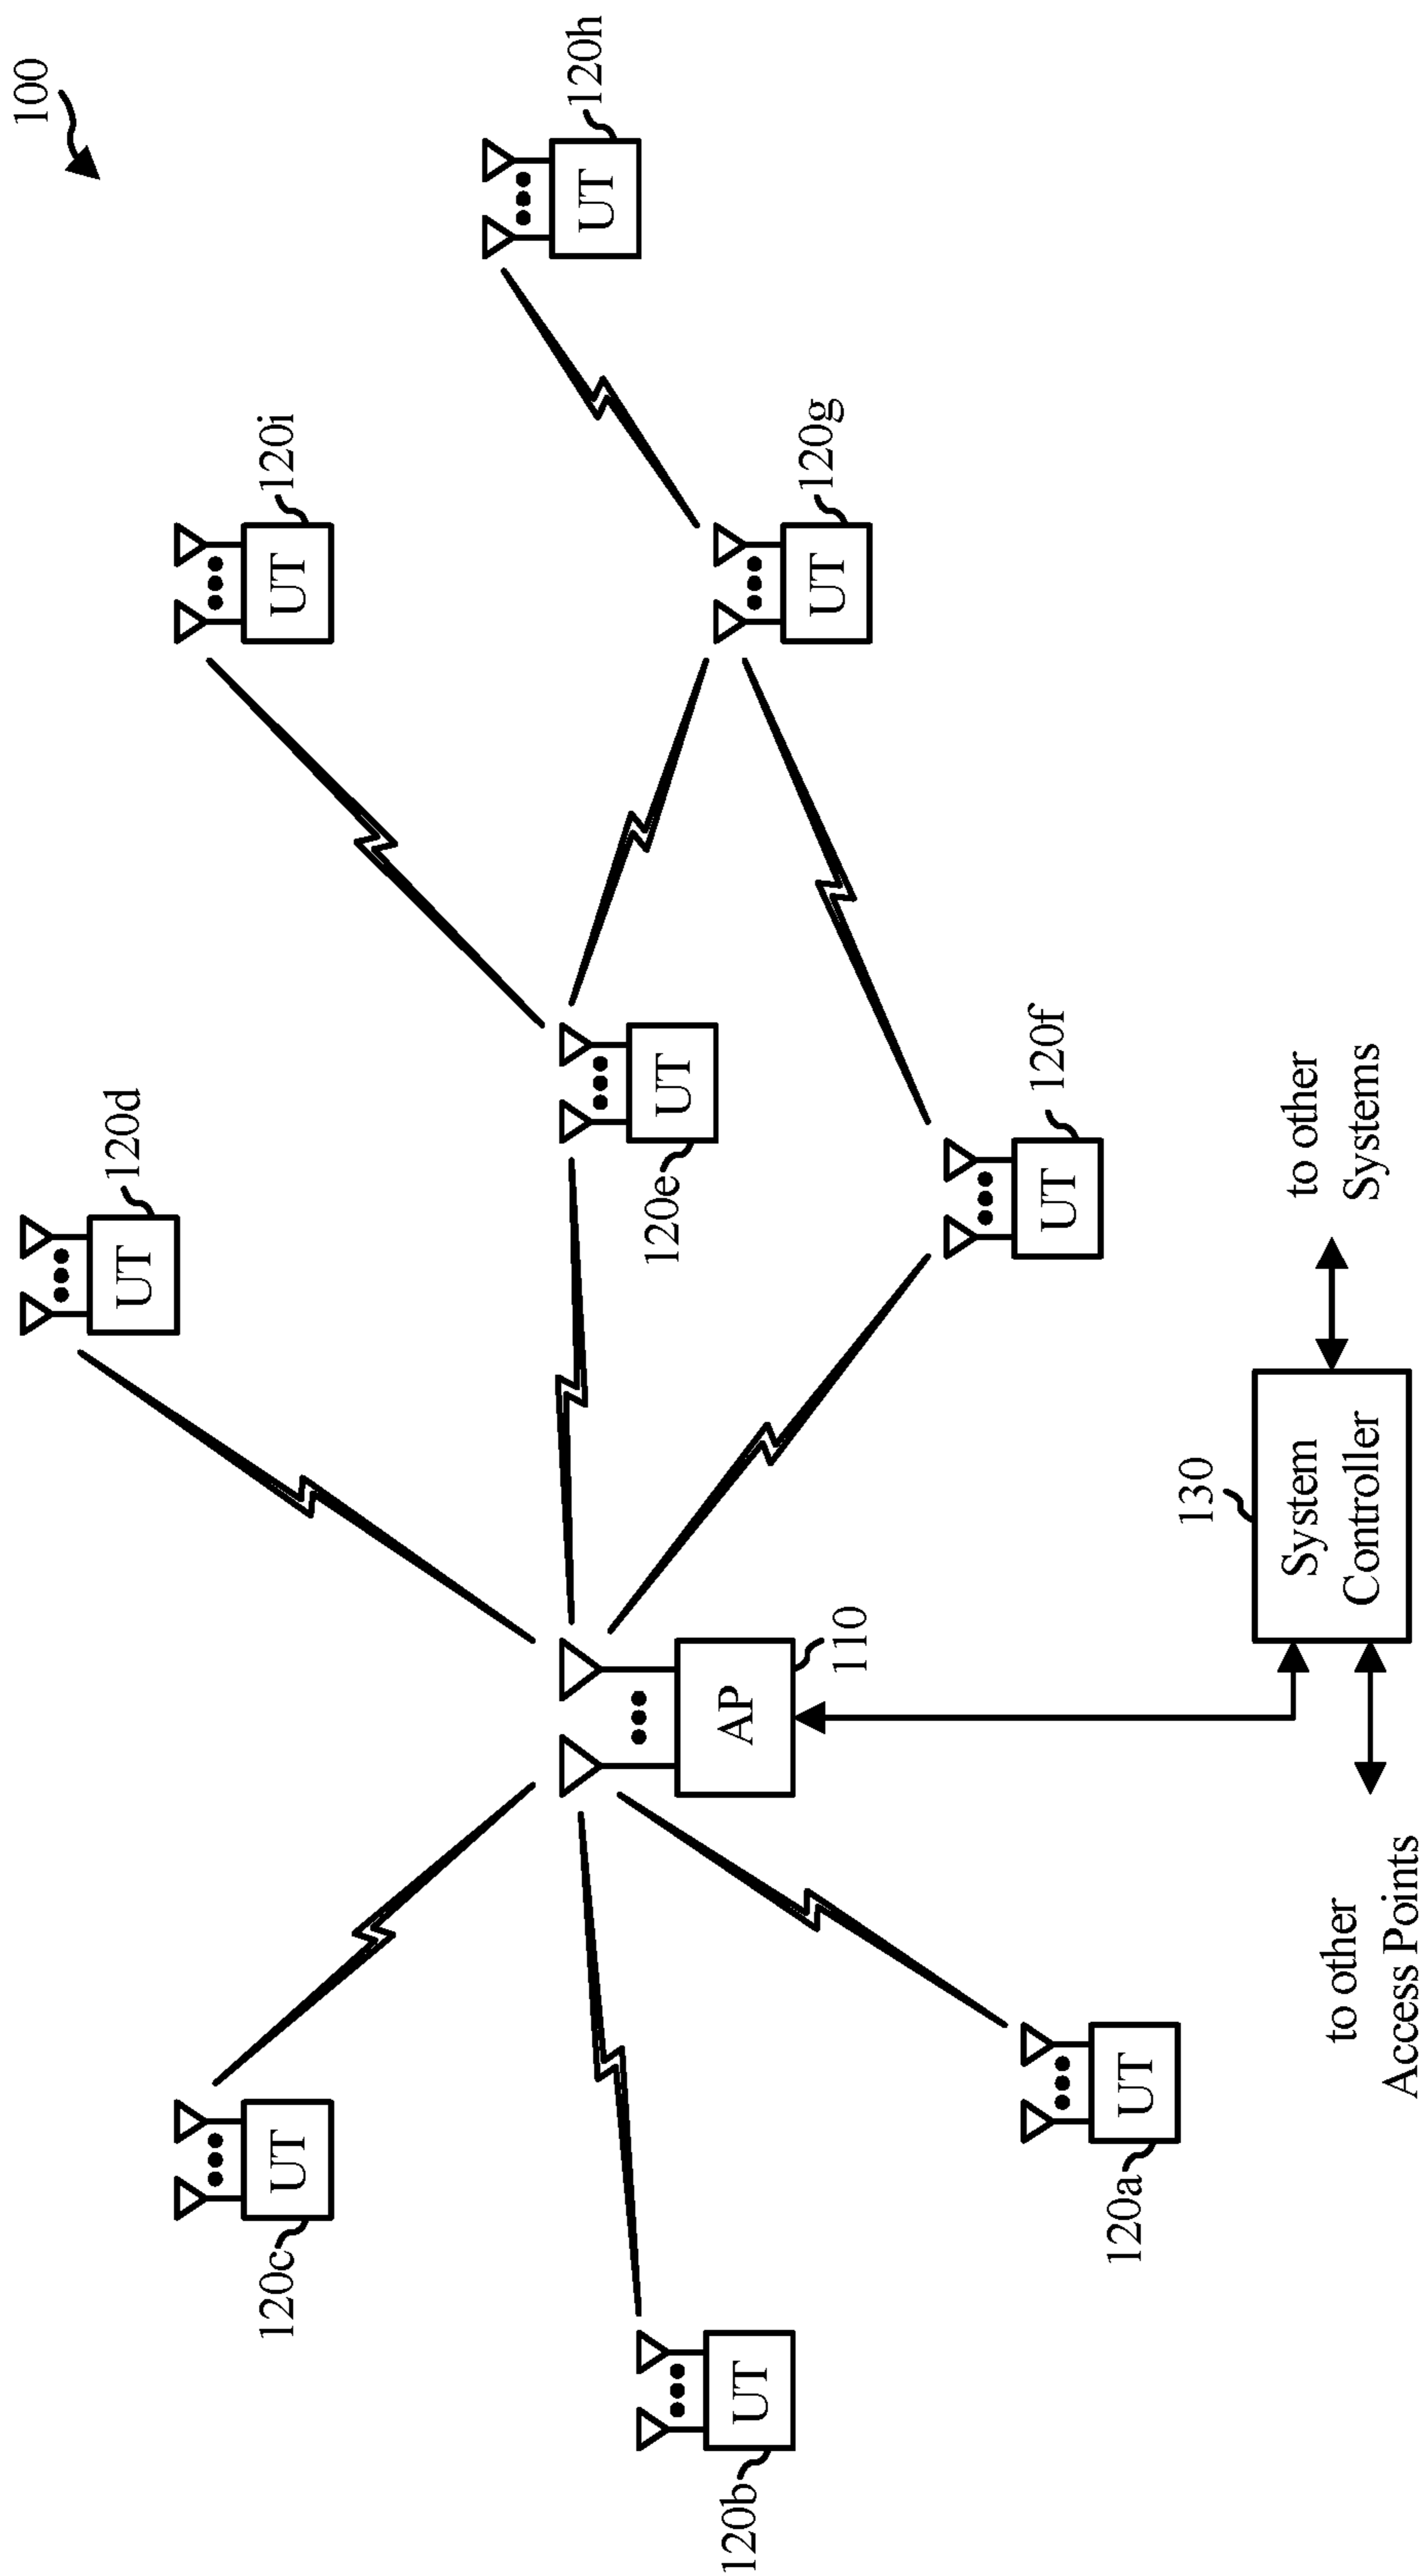 100
120d
UT
120i
UT
120c
UT
120h
UT
120e
UT
120b
UT
AP
110
120g
UT
120f
UT
120a
UT
130
System
Controller
to other
Systems
to other
Access Points